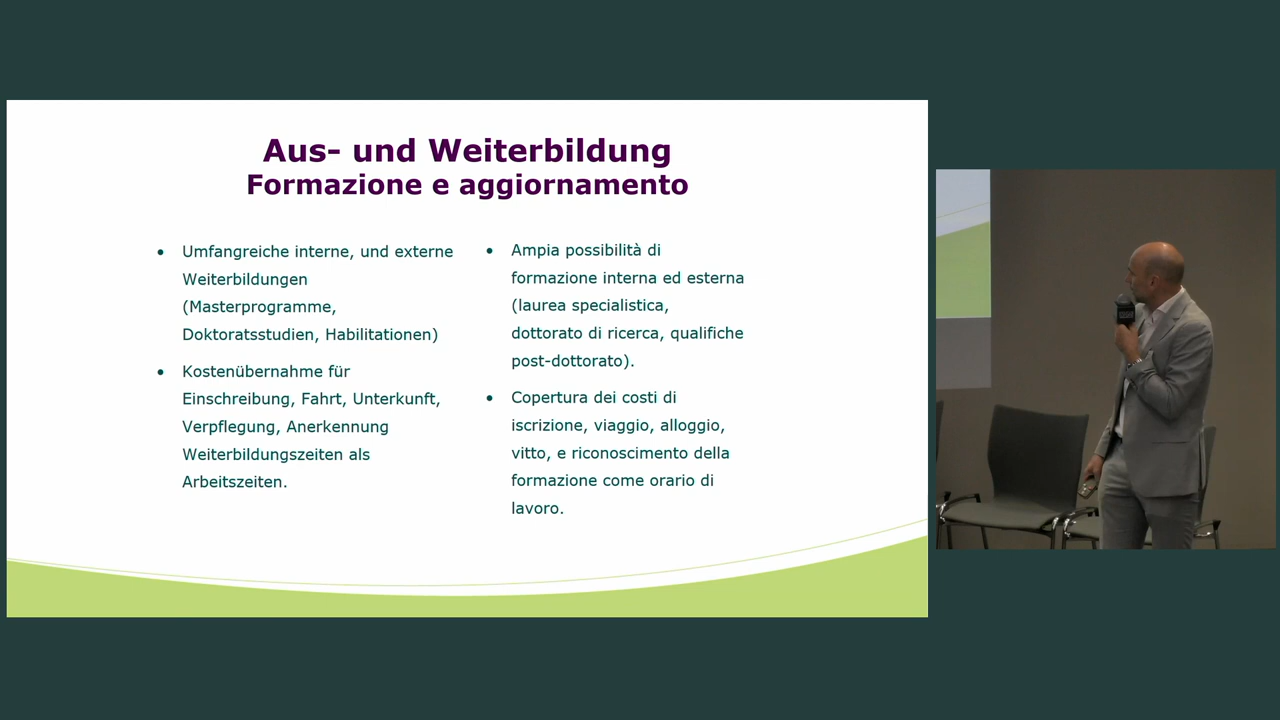 Aus- und Weiterbildung
Formazione e aggiornamento
• Umfangreiche interne, und externe
Weiterbildungen
(Masterprogramme,
Doktoratsstudien, Habilitationen)
• Kostenübernahme für
Einschreibung, Fahrt, Unterkunft,
Verpflegung, Anerkennung
Weiterbildungszeiten als
Arbeitszeiten.
• Ampia possibilità di
formazione interna ed esterna
(laurea specialistica,
dottorato di ricerca, qualifiche
post-dottorato).
• Copertura dei costi di
iscrizione, viaggio, alloggio,
vitto, e riconoscimento della
formazione come orario di
lavoro.